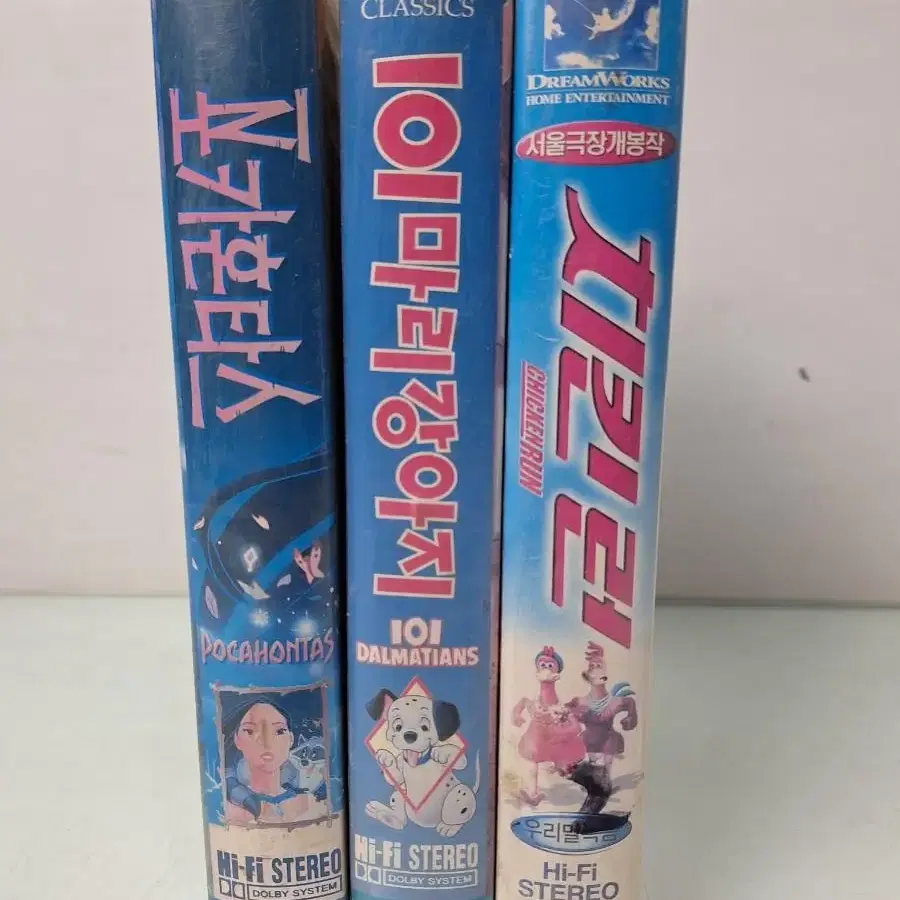 포카혼타스
POCAHONTAS
Hi-Fi STEREO
DOLBY SYSTEM
CLASSICS
101마리강아지
101
DALMATIANS
Hi-Fi STEREO
DOLBY SYSTEM
DREAMWORKS
HOME ENTERTAINMENT
서울극장개봉작
치킨런
CHICKEN RUN
우리말녹음
Hi-Fi
STEREO